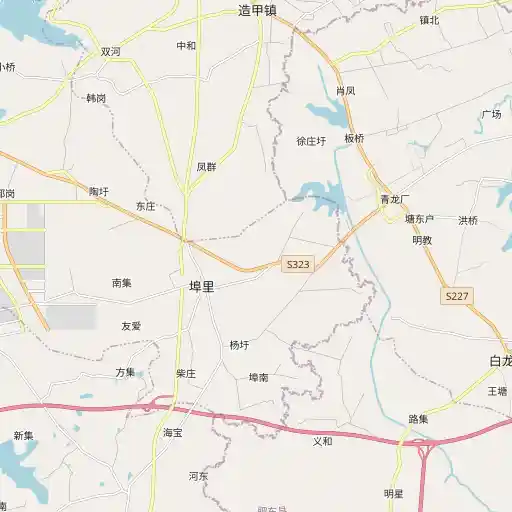 造甲镇
镇北
双河
中和
小桥
肖凤
韩岗
广场
徐庄圩
板桥
凤群
陶圩
青龙厂
东庄
塘东户
洪桥
明教
S323
南集
埠里
S227
友爱
杨圩
白龙
方集
柴庄
埠南
王塘
路集
新集
海宝
义和
河东
明星